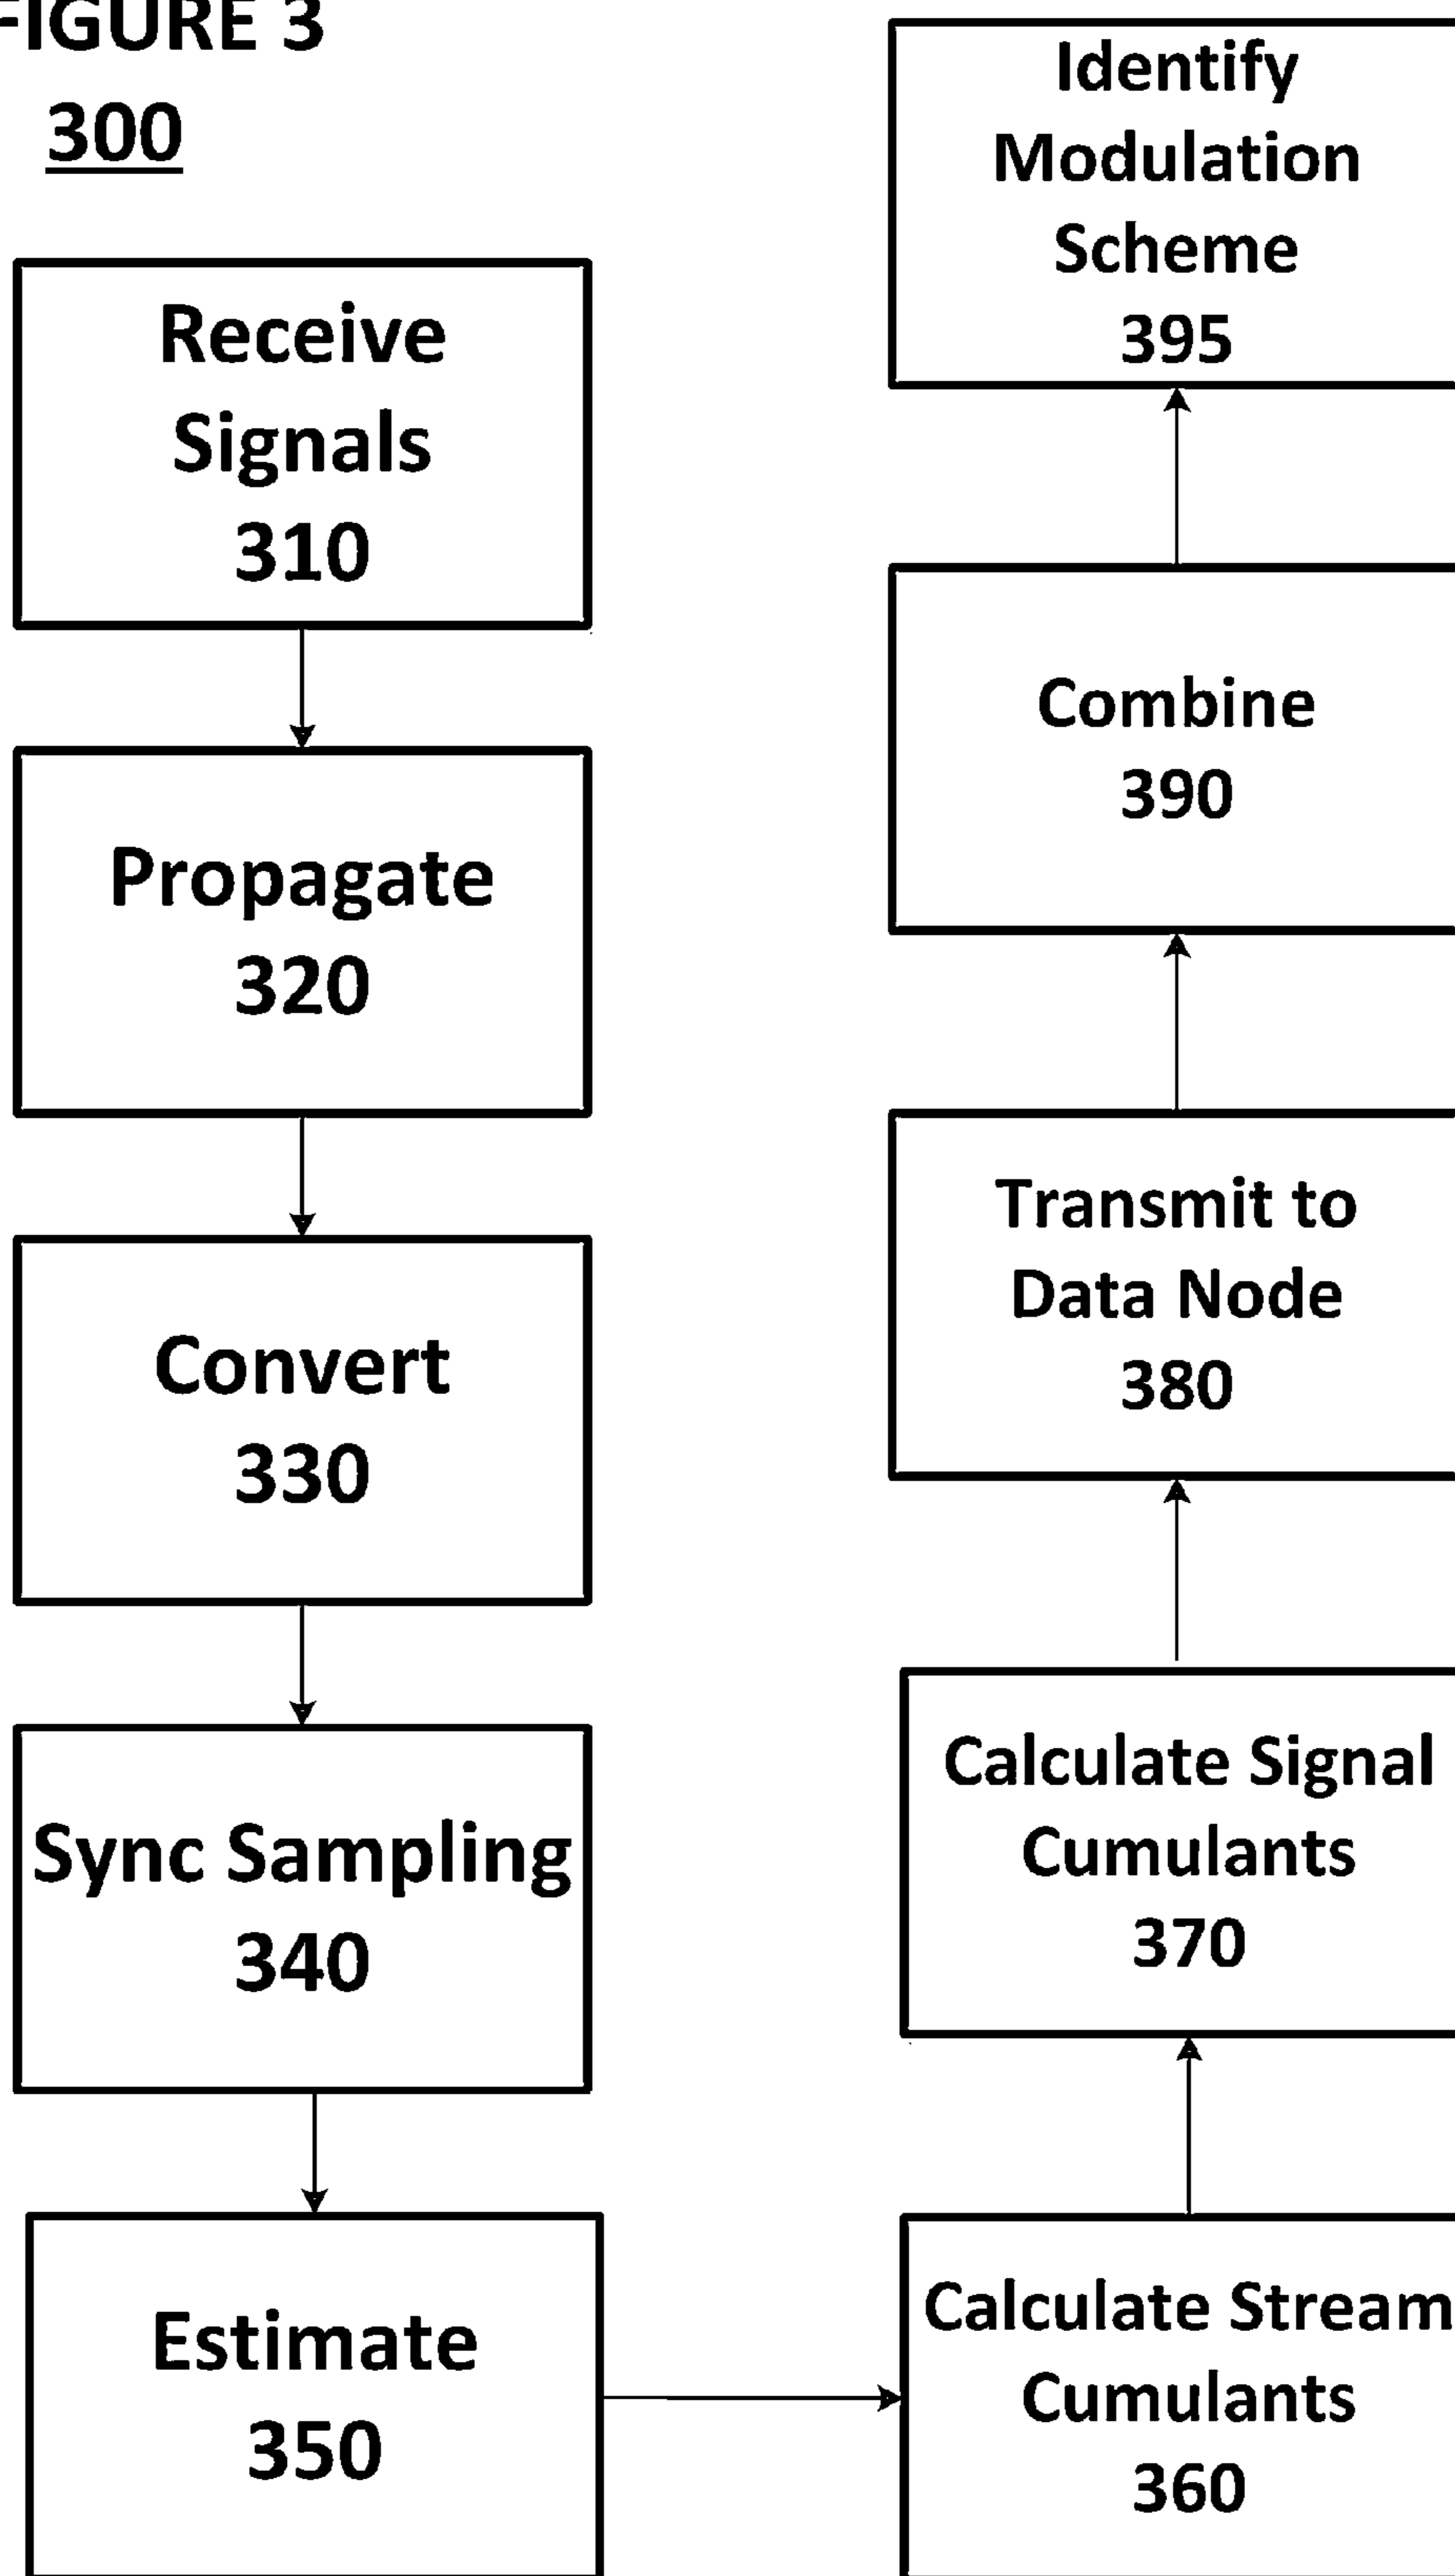 FIGURE 3
300
Receive
Signals
310
Propagate
320
Convert
330
Sync Sampling
340
Estimate
350
Calculate Stream
Cumulants
360
Calculate Signal
Cumulants
370
Transmit to
Data Node
380
Combine
390
Identify
Modulation
Scheme
395